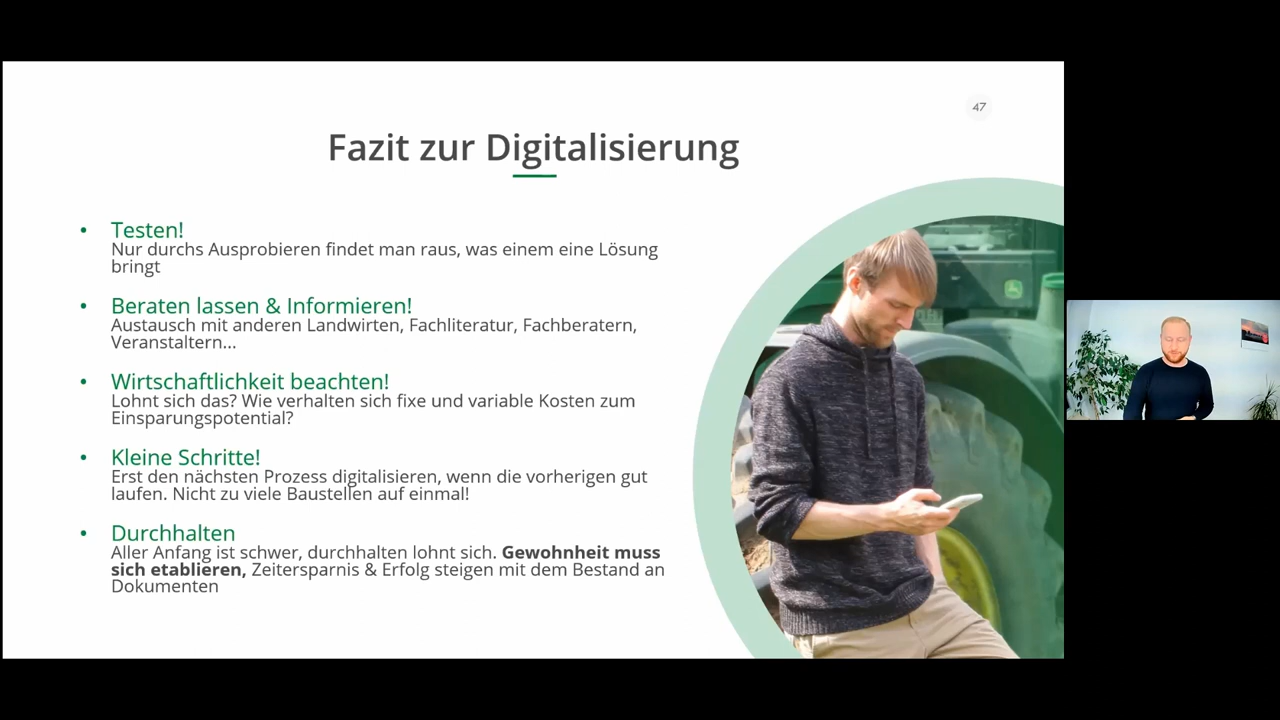 47
Fazit zur Digitalisierung
• Testen!
Nur durchs Ausprobieren findet man raus, was einem eine Lösung
bringt
• Beraten lassen & Informieren!
Austausch mit anderen Landwirten, Fachliteratur, Fachberatern,
Veranstaltern...
• Wirtschaftlichkeit beachten!
Lohnt sich das? Wie verhalten sich fixe und variable Kosten zum
Einsparungspotential?
• Kleine Schritte!
Erst den nächsten Prozess digitalisieren, wenn die vorherigen gut
laufen. Nicht zu viele Baustellen auf einmal!
• Durchhalten
Aller Anfang ist schwer, durchhalten lohnt sich. Gewohnheit muss
sich etablieren, Zeitersparnis & Erfolg steigen mit dem Bestand an
Dokumenten